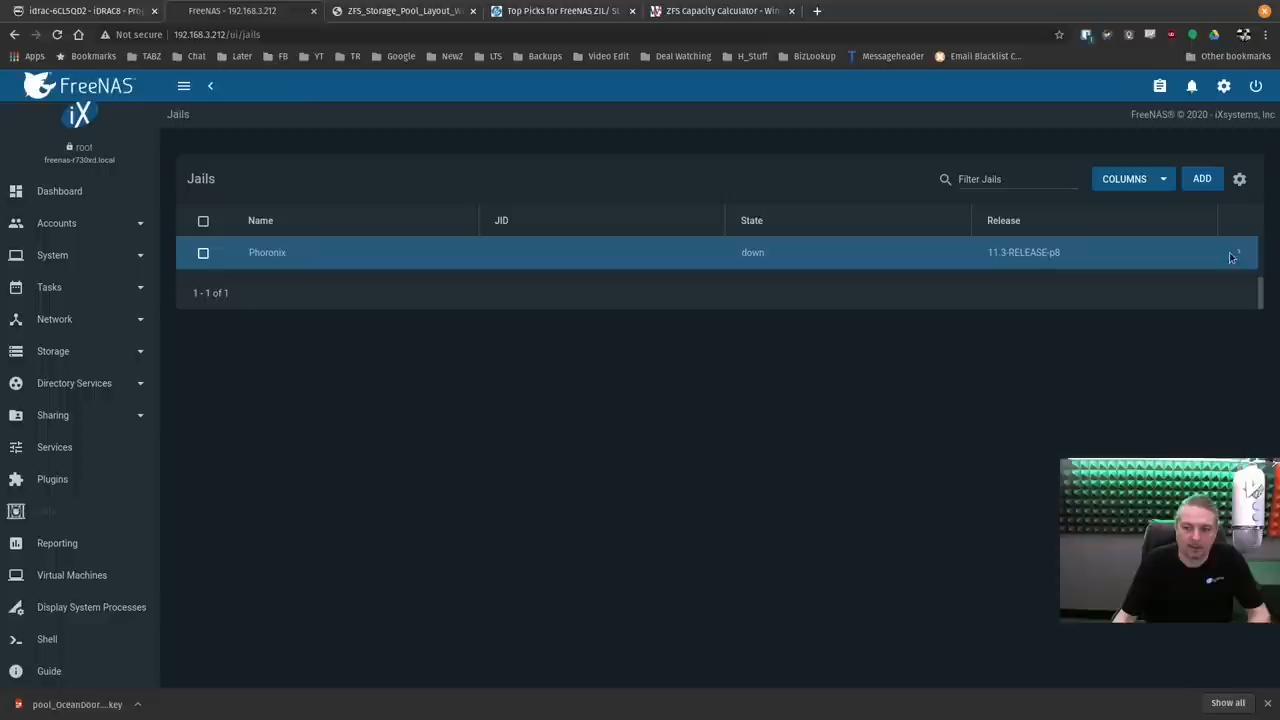 idrac-6CL5QD2 - iDRAC8 - Pro
FreeNAS - 192.168.3.212
ZFS_Storage_Pool_Layout_W
Top Picks for FreeNAS ZIL/ SL
ZFS Capacity Calculator - Win
Not secure
192.168.3.212/ui/jails
Apps
Bookmarks
TABZ
Chat
Later
FB
YT
TR
Google
NewZ
LTS
Backups
Video Edit
Deal Watching
H_Stuff
BizLookup
Messageheader
Email Blacklist C...
Other bookmarks
FreeNAS
iX
root
freenas-r730xd.local
Jails
FreeNAS® © 2020 - iXsystems, Inc.
Dashboard
Accounts
System
Tasks
Network
Storage
Directory Services
Sharing
Services
Plugins
Reporting
Virtual Machines
Display System Processes
Shell
Guide
Jails
Filter Jails
COLUMNS
ADD
Name JID State Release
Phoronix down 11.3-RELEASE-p8
1 - 1 of 1
pool_OceanDoor....key
Show all